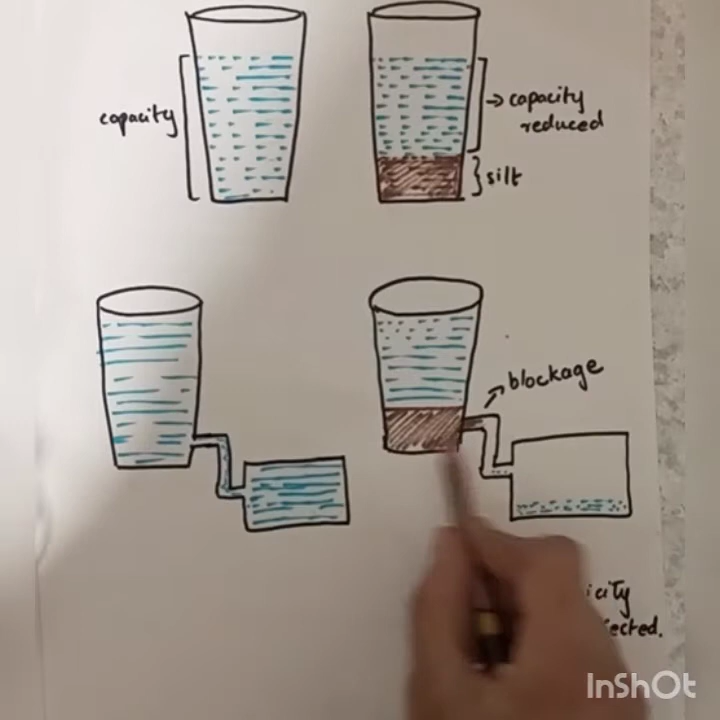 capacity
capacity
reduced
silt
blockage
InShOt